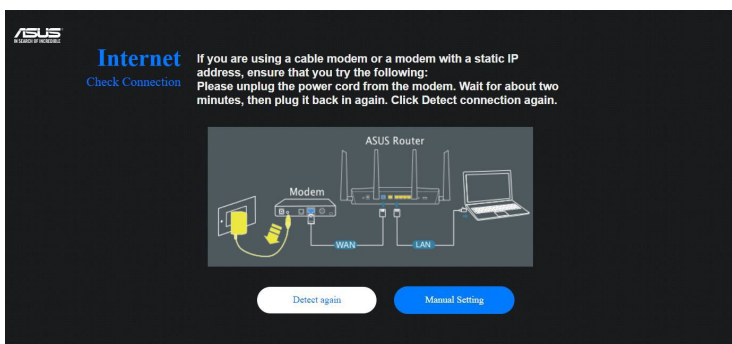 ASUS
IN SEARCH OF INCREDIBLE
Internet
Check Connection
If you are using a cable modem or a modem with a static IP
address, ensure that you try the following:
Please unplug the power cord from the modem. Wait for about two
minutes, then plug it back in again. Click Detect connection again.
ASUS Router
Modem
WAN
LAN
Detect again
Manual Setting